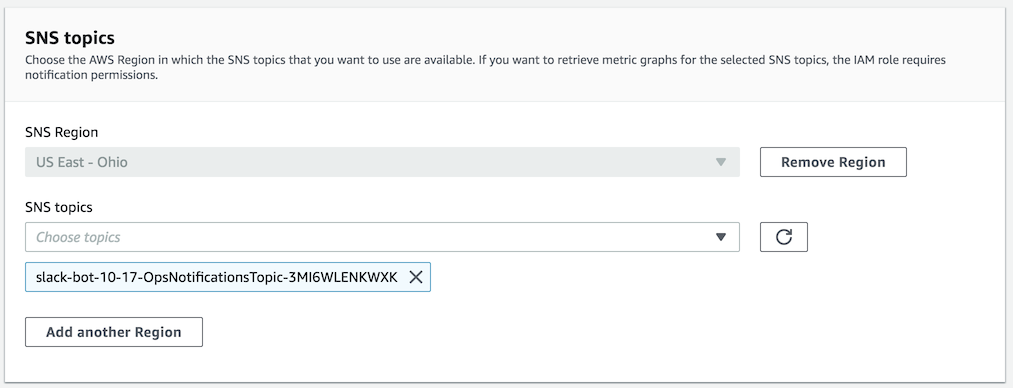 SNS topics
Choose the AWS Region in which the SNS topics that you want to use are available. If you want to retrieve metric graphs for the selected SNS topics, the IAM role requires
notification permissions.
SNS Region
US East - Ohio
Remove Region
SNS topics
Choose topics
slack-bot-10-17-OpsNotificationsTopic-3MI6WLENKWXK
Add another Region